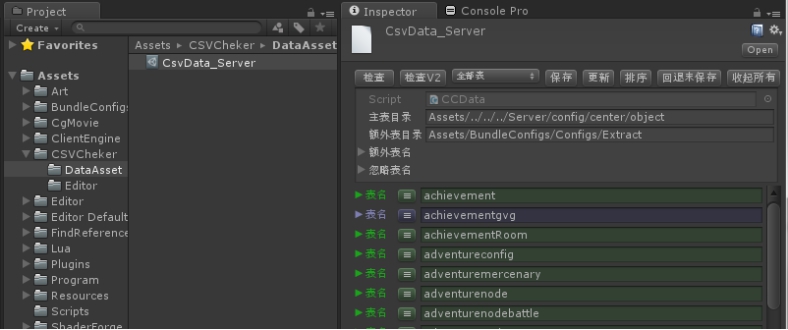 Project
Create
Favorites
Assets
Art
BundleConfigs
CgMovie
ClientEngine
CSVCheker
DataAsset
Editor
Editor
Editor Default
FindReference
Lua
Plugins
Program
Resources
Scripts
ShaderForge
Assets ▸ CSVCheker ▸ DataAsset
CsvData_Server
Inspector
Console Pro
CsvData_Server
Open
检查 检查V2 全部表 保存 更新 排序 回退未保存 收起所有
Script CCData
主表目录 Assets/../../../Server/config/center/object
额外表目录 Assets/BundleConfigs/Configs/Extract
额外表名
忽略表名
表名 achievement
表名 achievementgvg
表名 achievementRoom
表名 adventureconfig
表名 adventuremercenary
表名 adventurenode
表名 adventurenodebattle